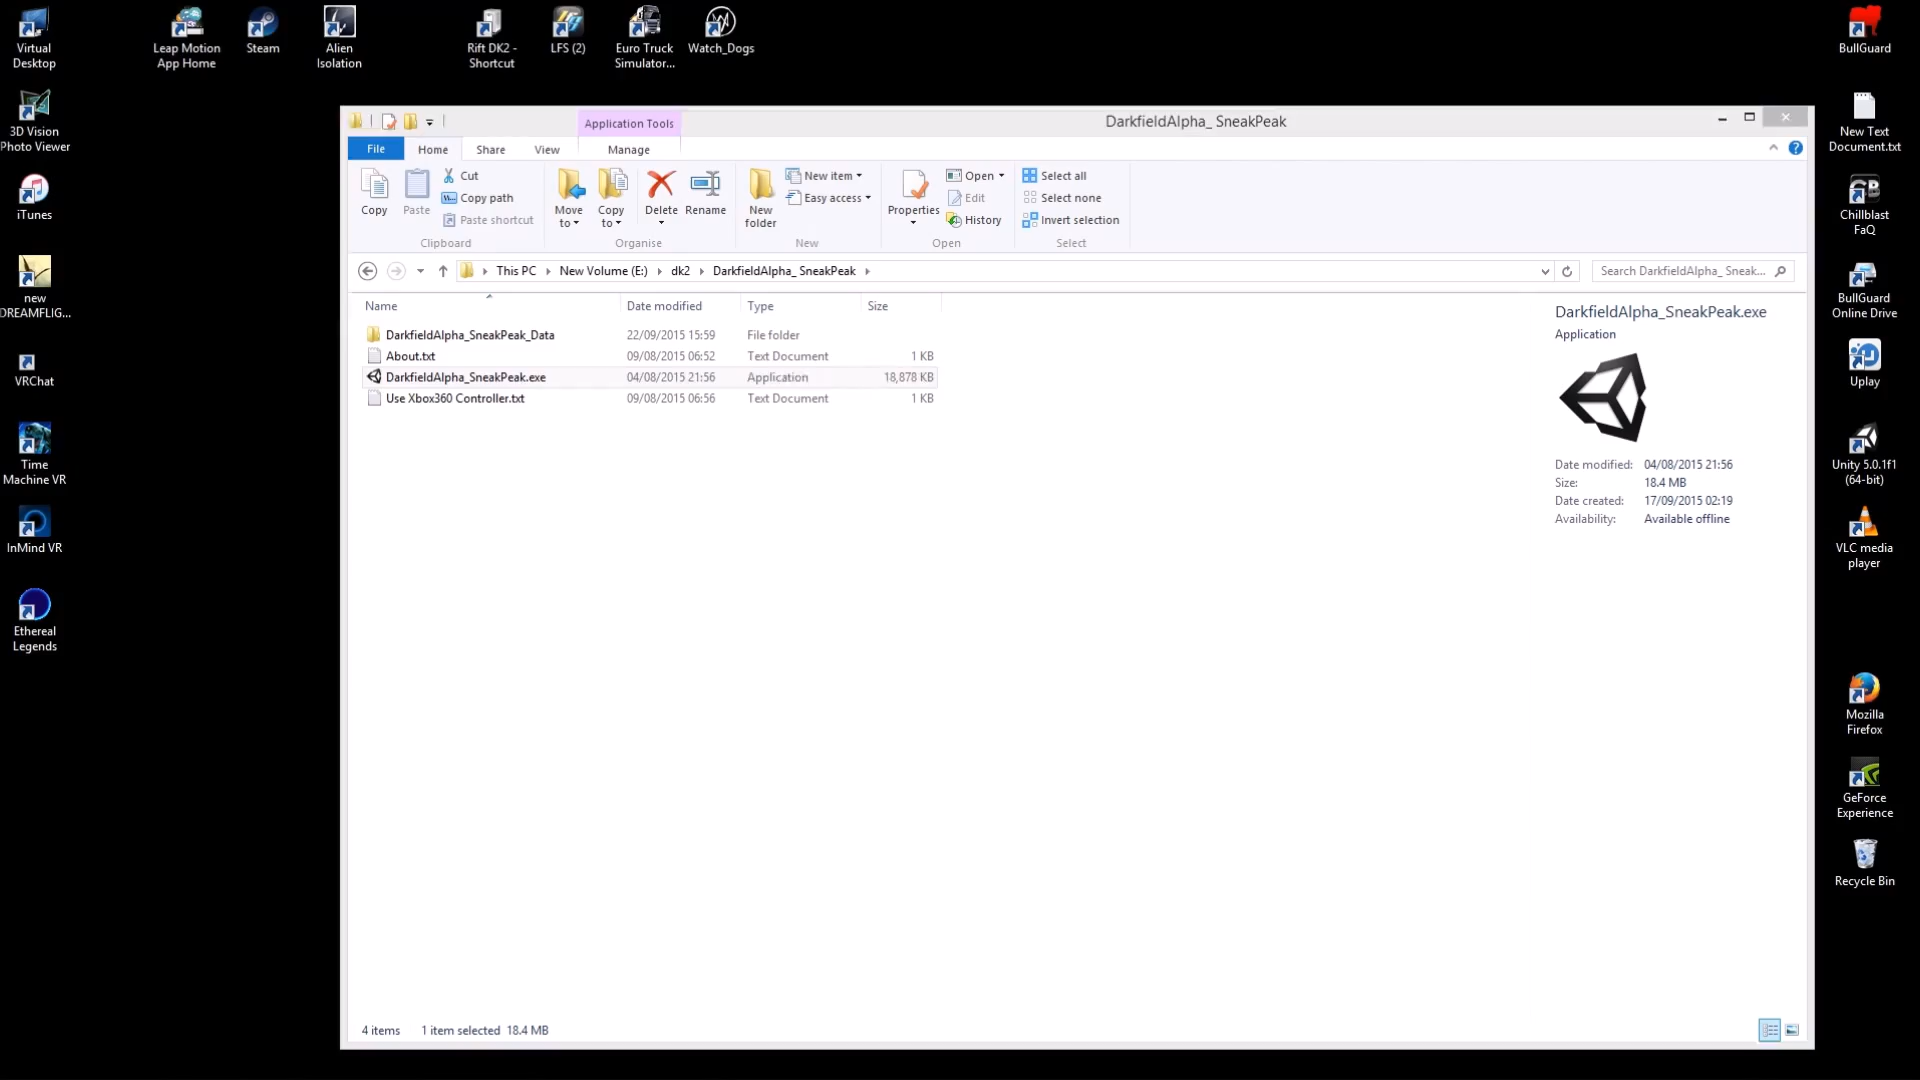 Virtual
Desktop
Leap Motion
App Home
Steam
Alien
Isolation
Rift DK2 -
Shortcut
LFS (2)
Euro Truck
Simulator...
Watch_Dogs
BullGuard
3D Vision
Photo Viewer
iTunes
new
DREAMFLIG...
VRChat
Time
Machine VR
InMind VR
Ethereal
Legends
Application Tools
DarkfieldAlpha_ SneakPeak
File
Home
Share
View
Manage
Copy
Paste
Cut
Copy path
Paste shortcut
Clipboard
Move
to
Copy
to
Delete
Rename
Organise
New
folder
New item
Easy access
New
Properties
Open
Edit
History
Open
Select all
Select none
Invert selection
Select
This PC
New Volume (E:)
dk2
DarkfieldAlpha_ SneakPeak
Search DarkfieldAlpha_ Sneak...
Name
Date modified
Type
Size
DarkfieldAlpha_SneakPeak_Data 22/09/2015 15:59 File folder
About.txt 09/08/2015 06:52 Text Document 1 KB
DarkfieldAlpha_SneakPeak.exe 04/08/2015 21:56 Application 18,878 KB
Use Xbox360 Controller.txt 09/08/2015 06:56 Text Document 1 KB
DarkfieldAlpha_SneakPeak.exe
Application
Date modified: 04/08/2015 21:56
Size: 18.4 MB
Date created: 17/09/2015 02:19
Availability: Available offline
4 items 1 item selected 18.4 MB
New Text
Document.txt
Chillblast
FaQ
BullGuard
Online Drive
Uplay
Unity 5.0.1f1
(64-bit)
VLC media
player
Mozilla
Firefox
GeForce
Experience
Recycle Bin